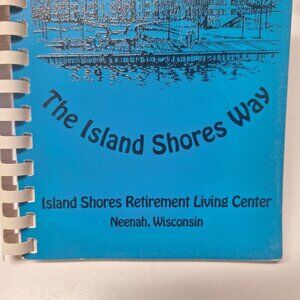 The Island Shores Way
Island Shores Retirement Living Center
Neenah, Wisconsin